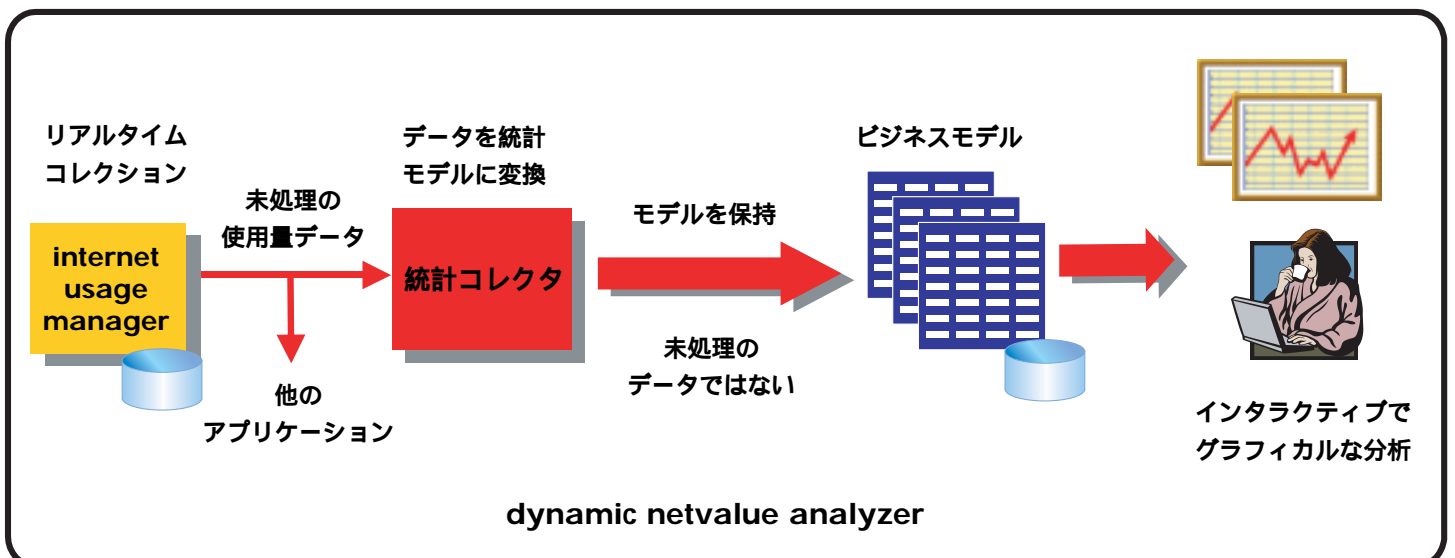 リアルタイム
コレクション
internet
usage
manager
未処理の
使用量データ
他の
アプリケーション
データを統計
モデルに変換
統計コレクタ
モデルを保持
未処理の
データではない
ビジネスモデル
インタラクティブで
グラフィカルな分析
dynamic netvalue analyzer